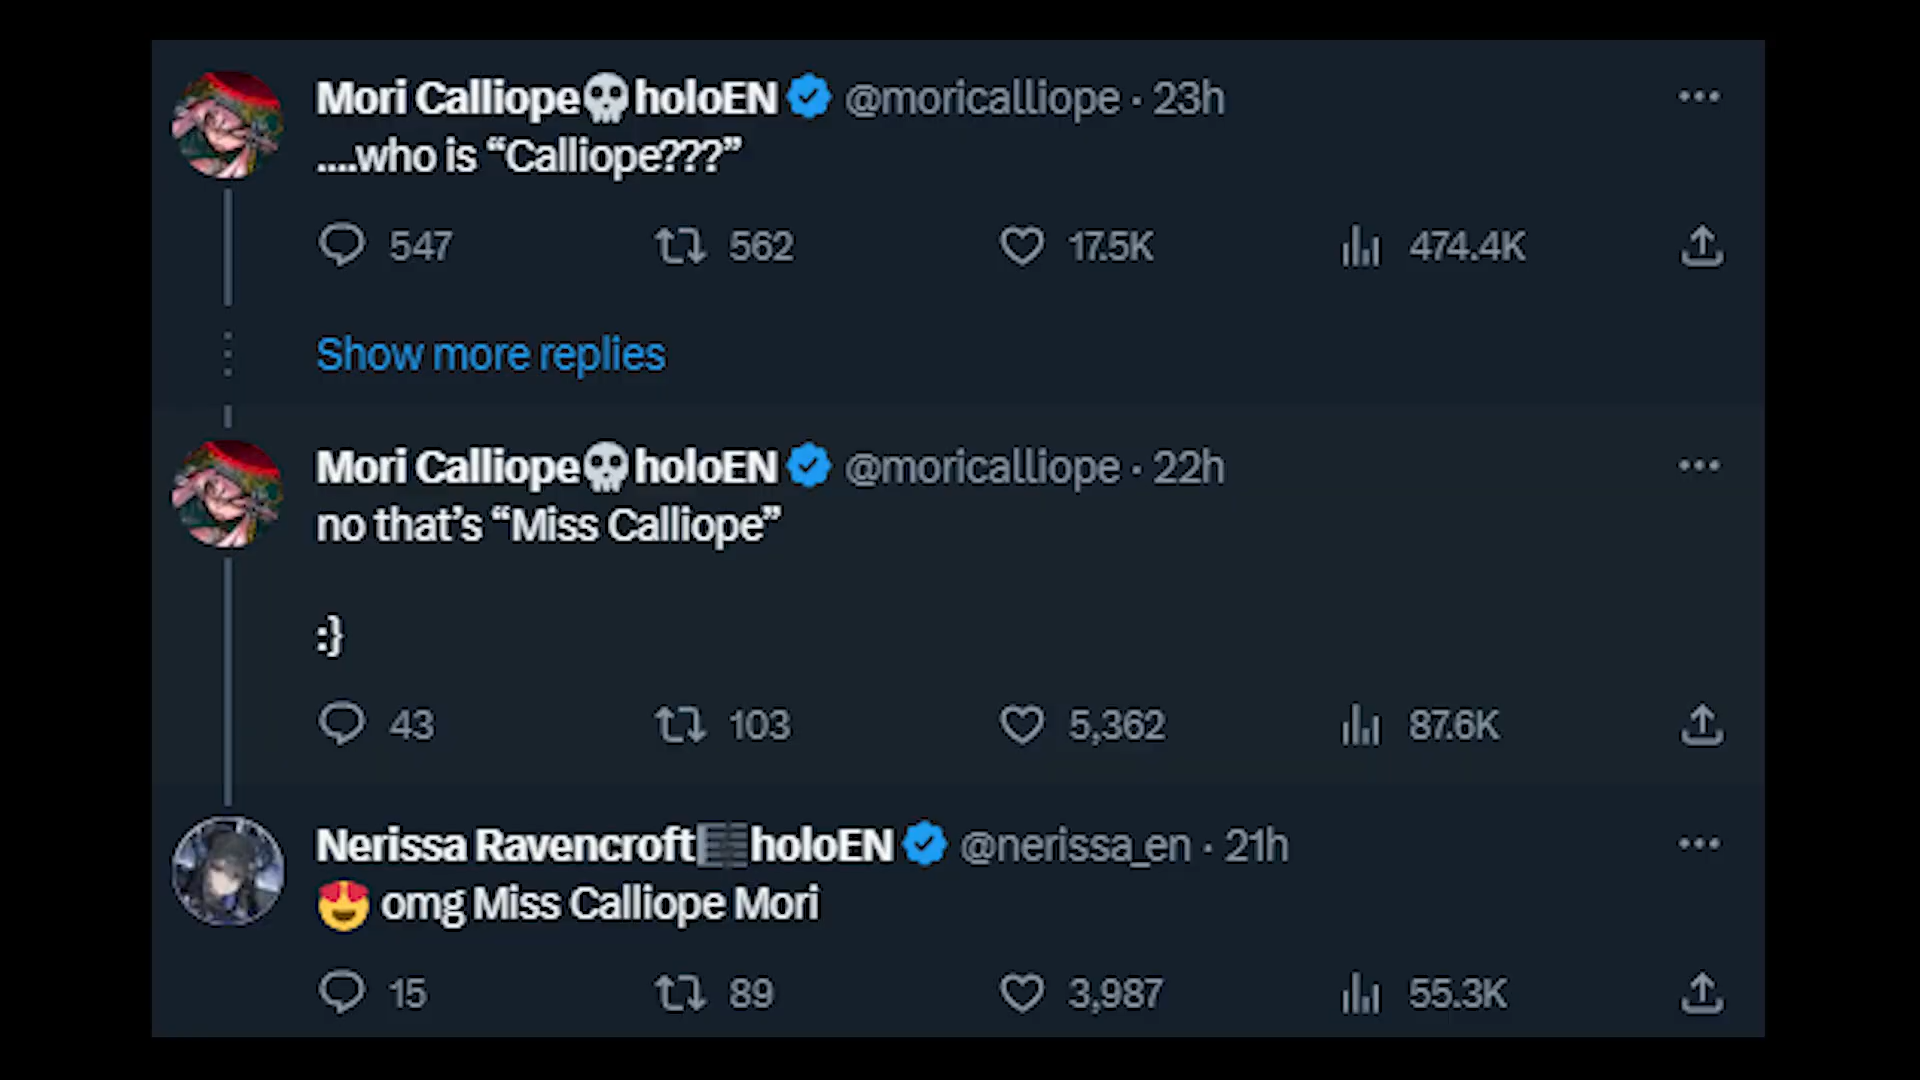 Mori Calliope💀holoEN @moricalliope · 23h
....who is “Calliope???”
547 562 17.5K 474.4K
Show more replies
Mori Calliope💀holoEN @moricalliope · 22h
no that’s “Miss Calliope”
:}
43 103 5,362 87.6K
Nerissa Ravencroft🎼holoEN @nerissa_en · 21h
😍 omg Miss Calliope Mori
15 89 3,987 55.3K